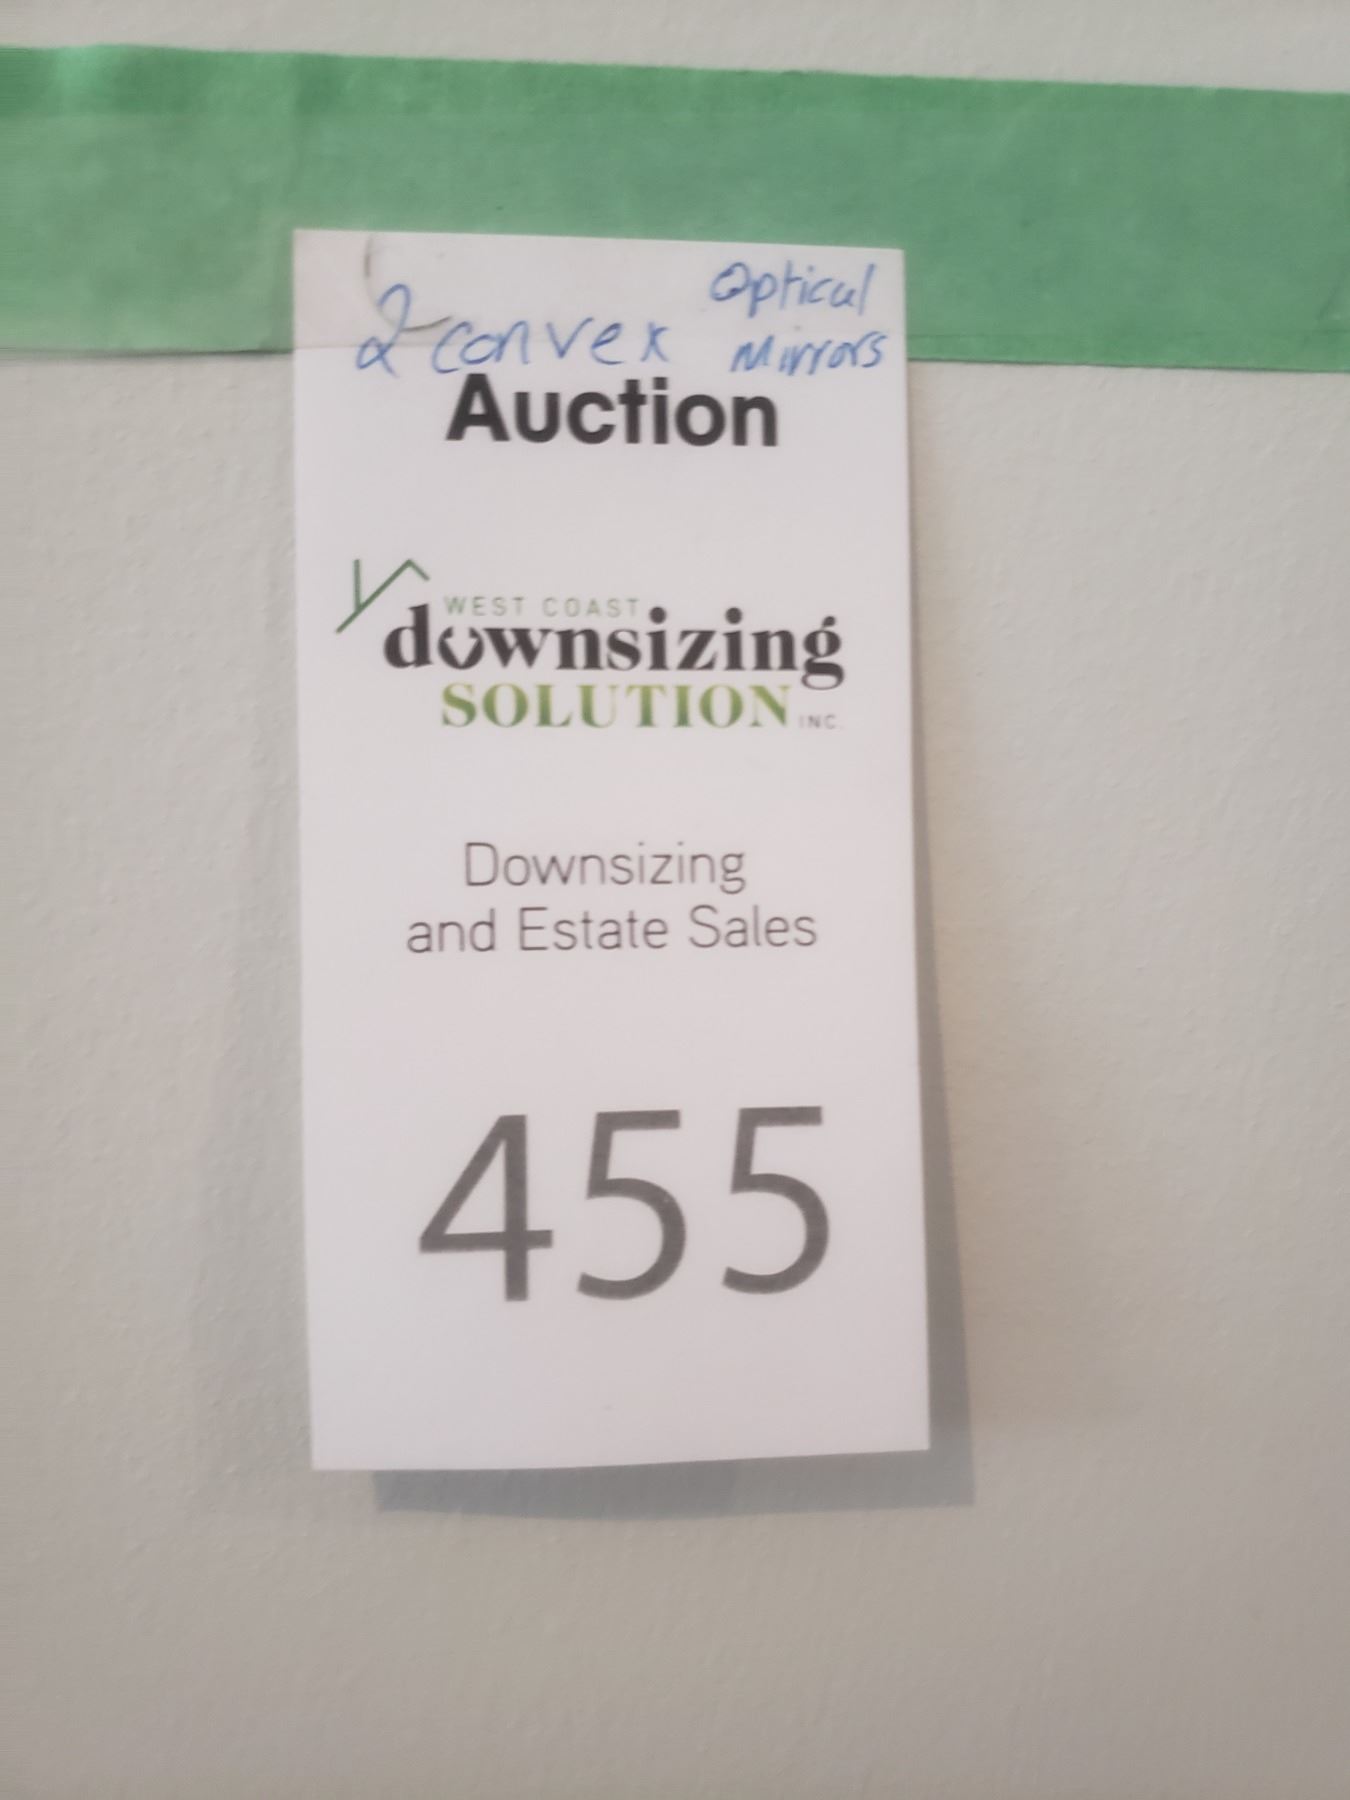 Optical
2 convex Mirrors
Auction
WEST COAST
downsizing
SOLUTION INC.
Downsizing
and Estate Sales
455